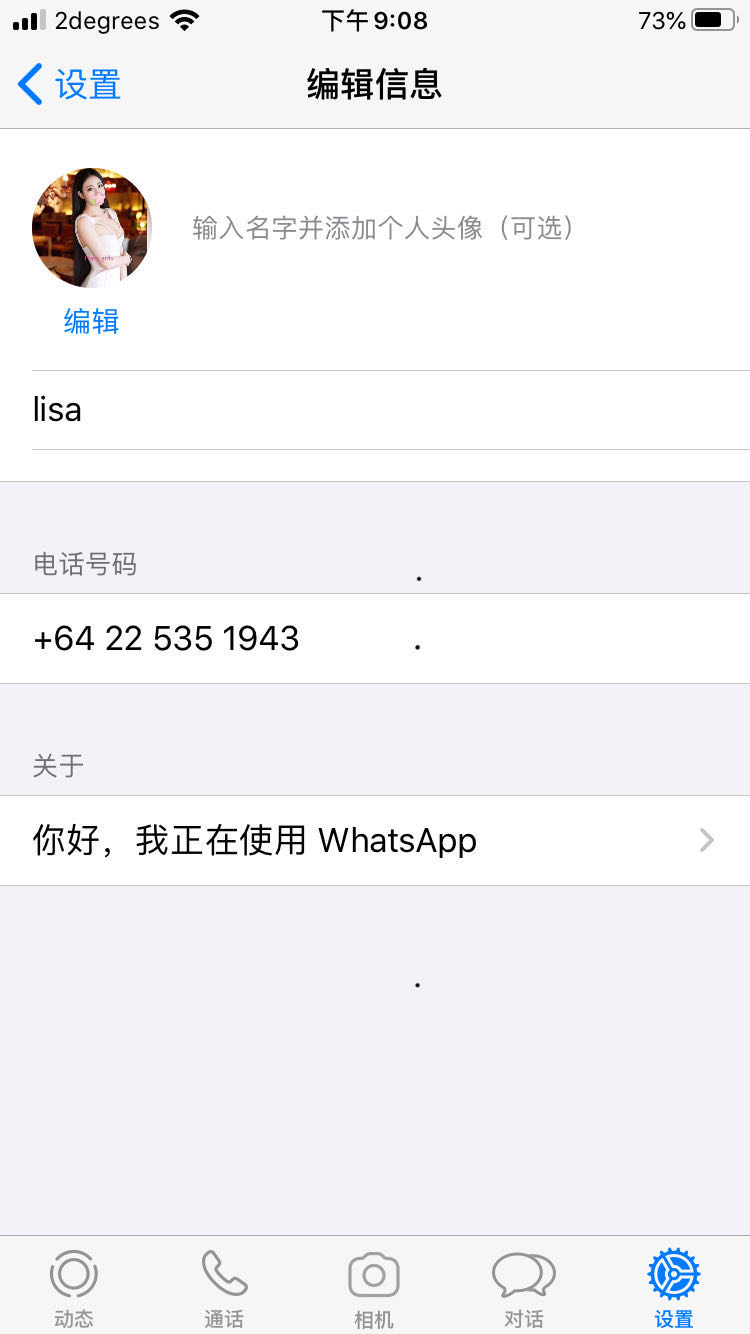 2degrees 下午9:08 73%
设置 编辑信息
输入名字并添加个人头像（可选）
编辑
lisa
电话号码
+64 22 535 1943
关于
你好，我正在使用 WhatsApp
动态 通话 相机 对话 设置